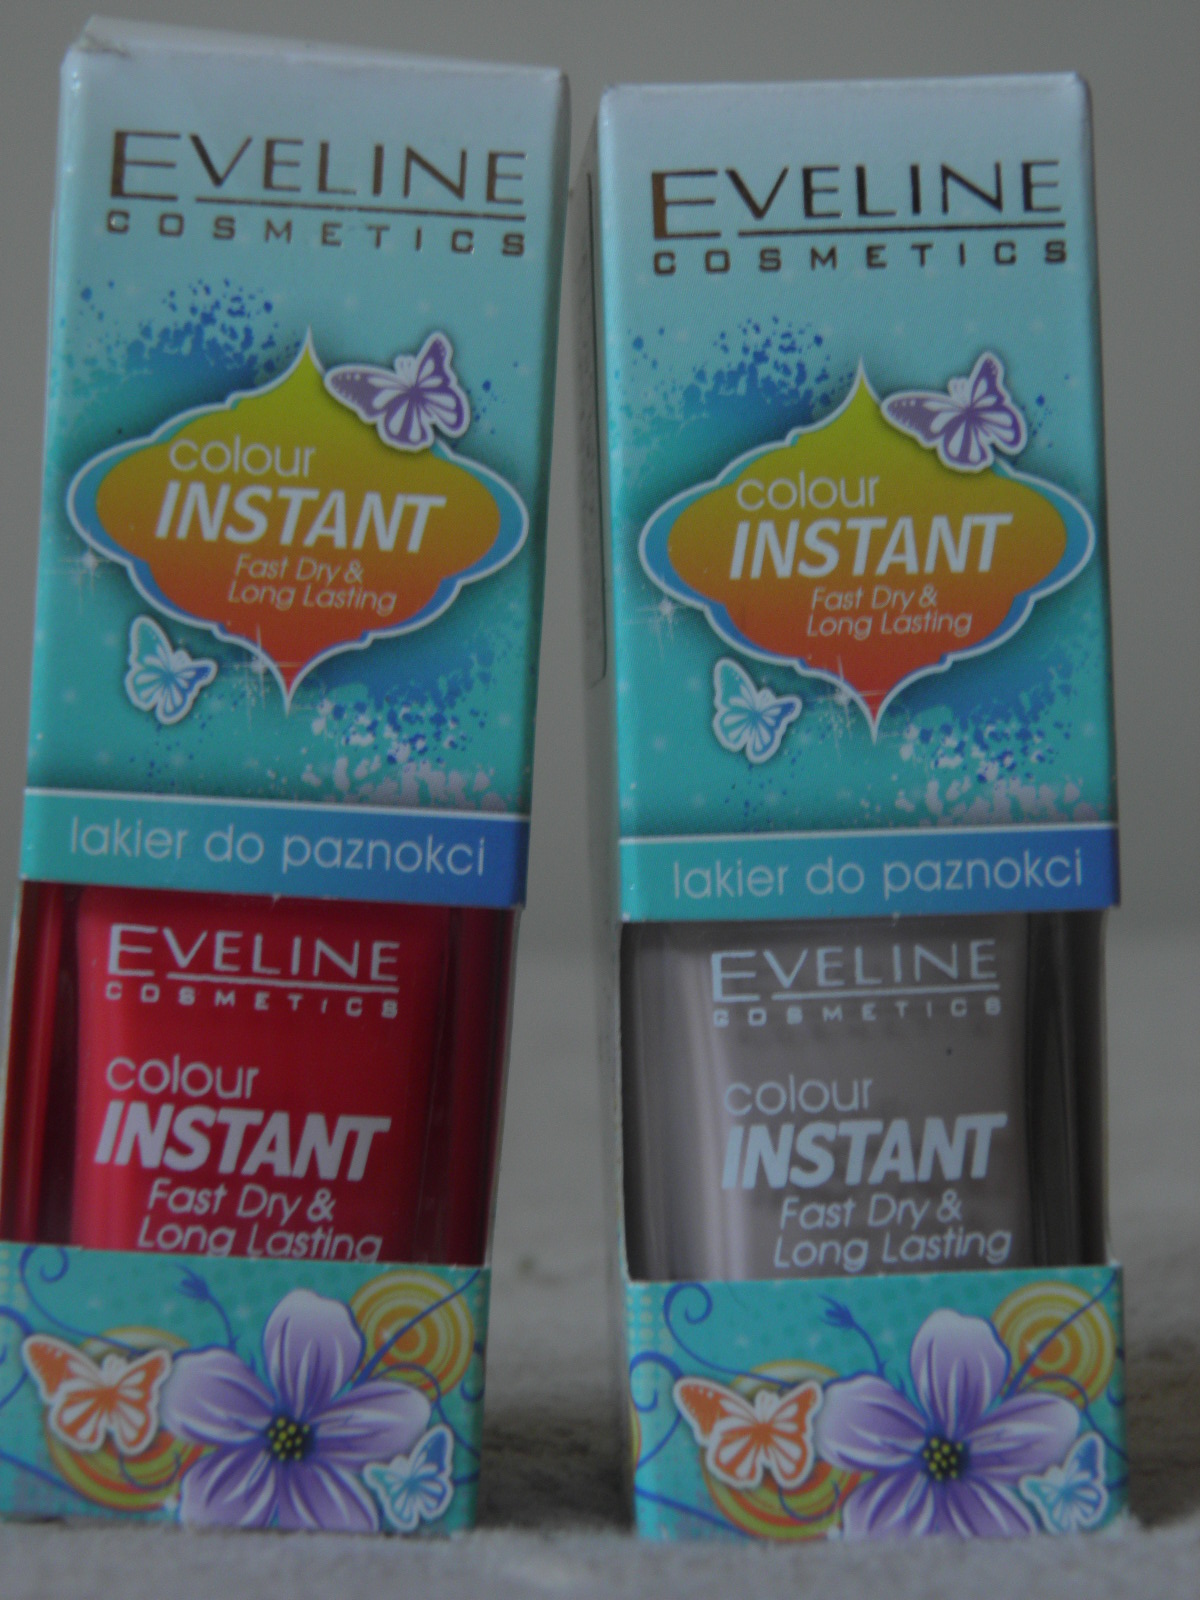 EVELINE
COSMETICS
colour
INSTANT
Fast Dry &
Long Lasting
lakier do paznokci
EVELINE
COSMETICS
colour
INSTANT
Fast Dry &
Long Lasting
EVELINE
COSMETICS
colour
INSTANT
Fast Dry &
Long Lasting
lakier do paznokci
EVELINE
COSMETICS
colour
INSTANT
Fast Dry &
Long Lasting